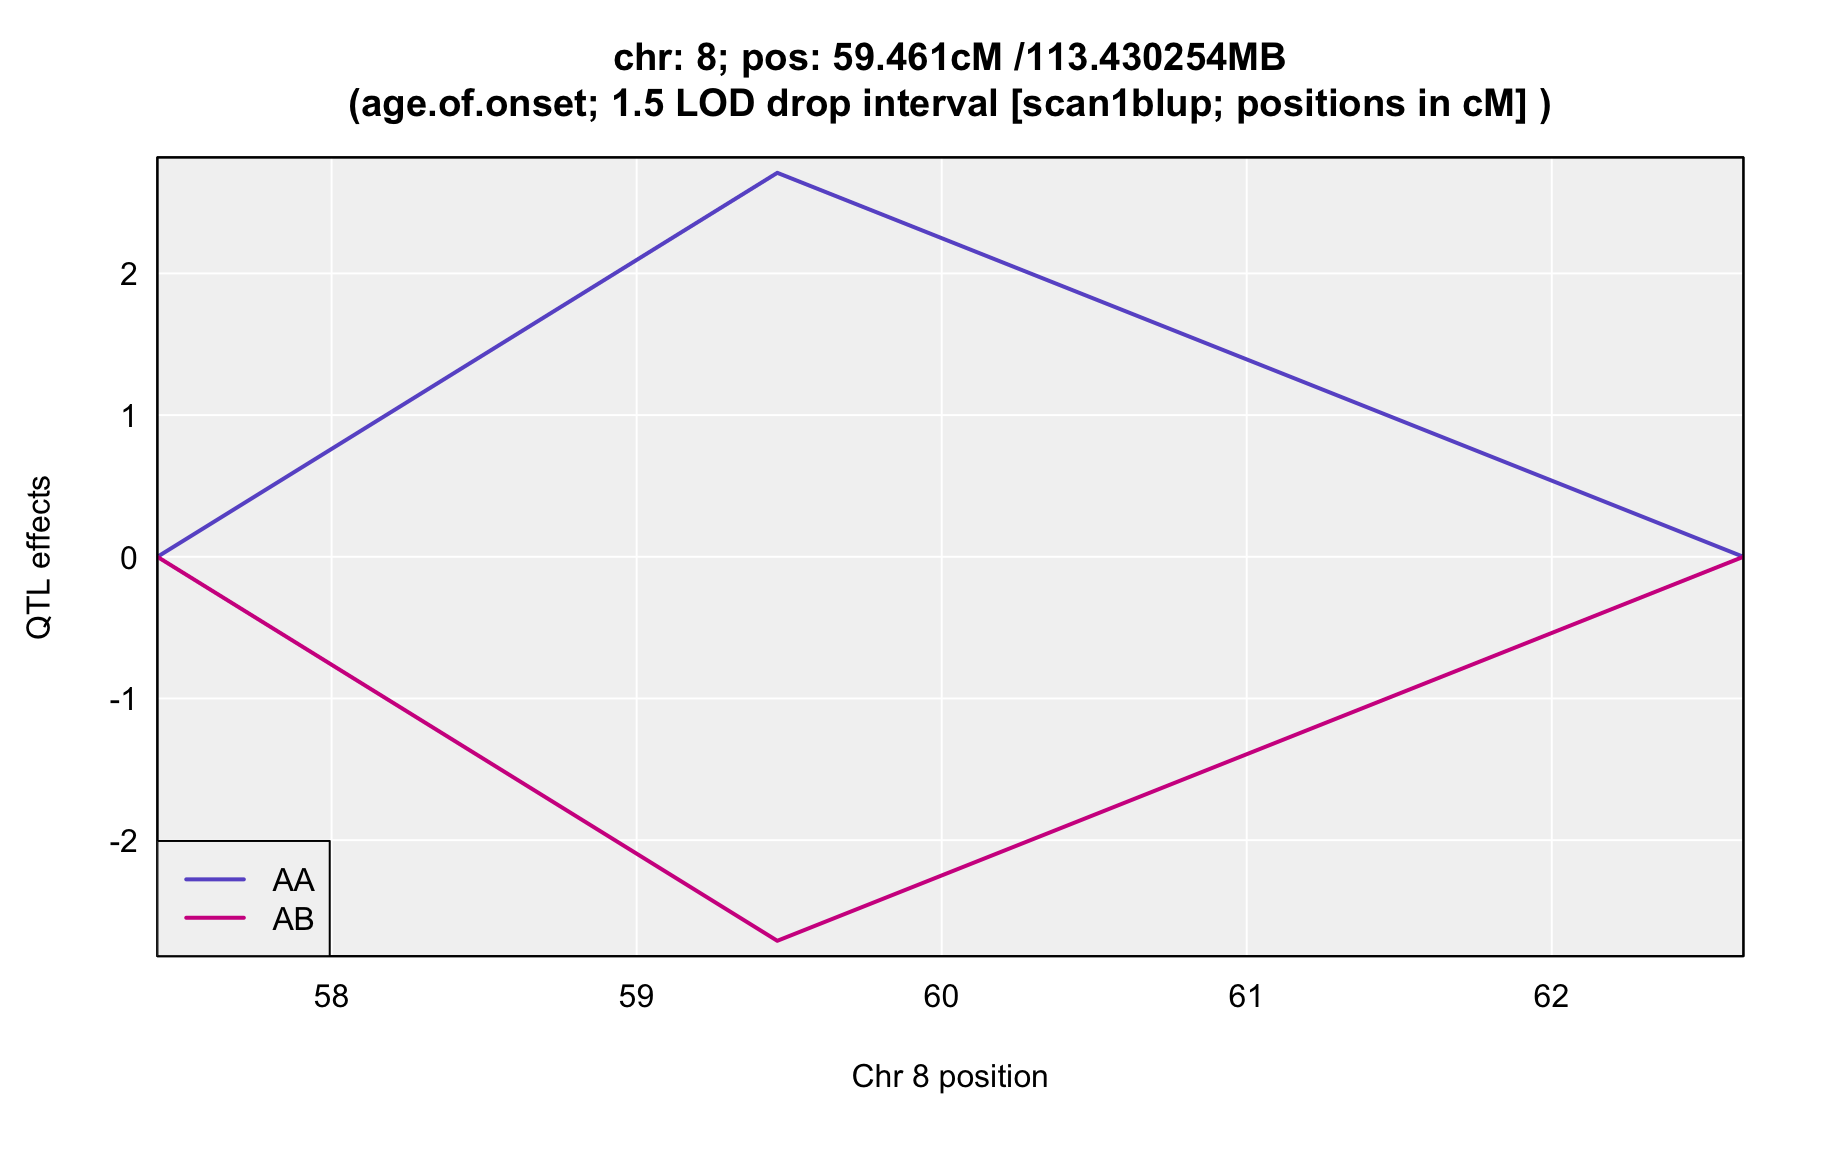 chr: 8; pos: 59.461cM /113.430254MB
(age.of.onset; 1.5 LOD drop interval [scan1blup; positions in cM] )
QTL effects
2
1
0
-1
-2
AA
AB
58 59 60 61 62
Chr 8 position